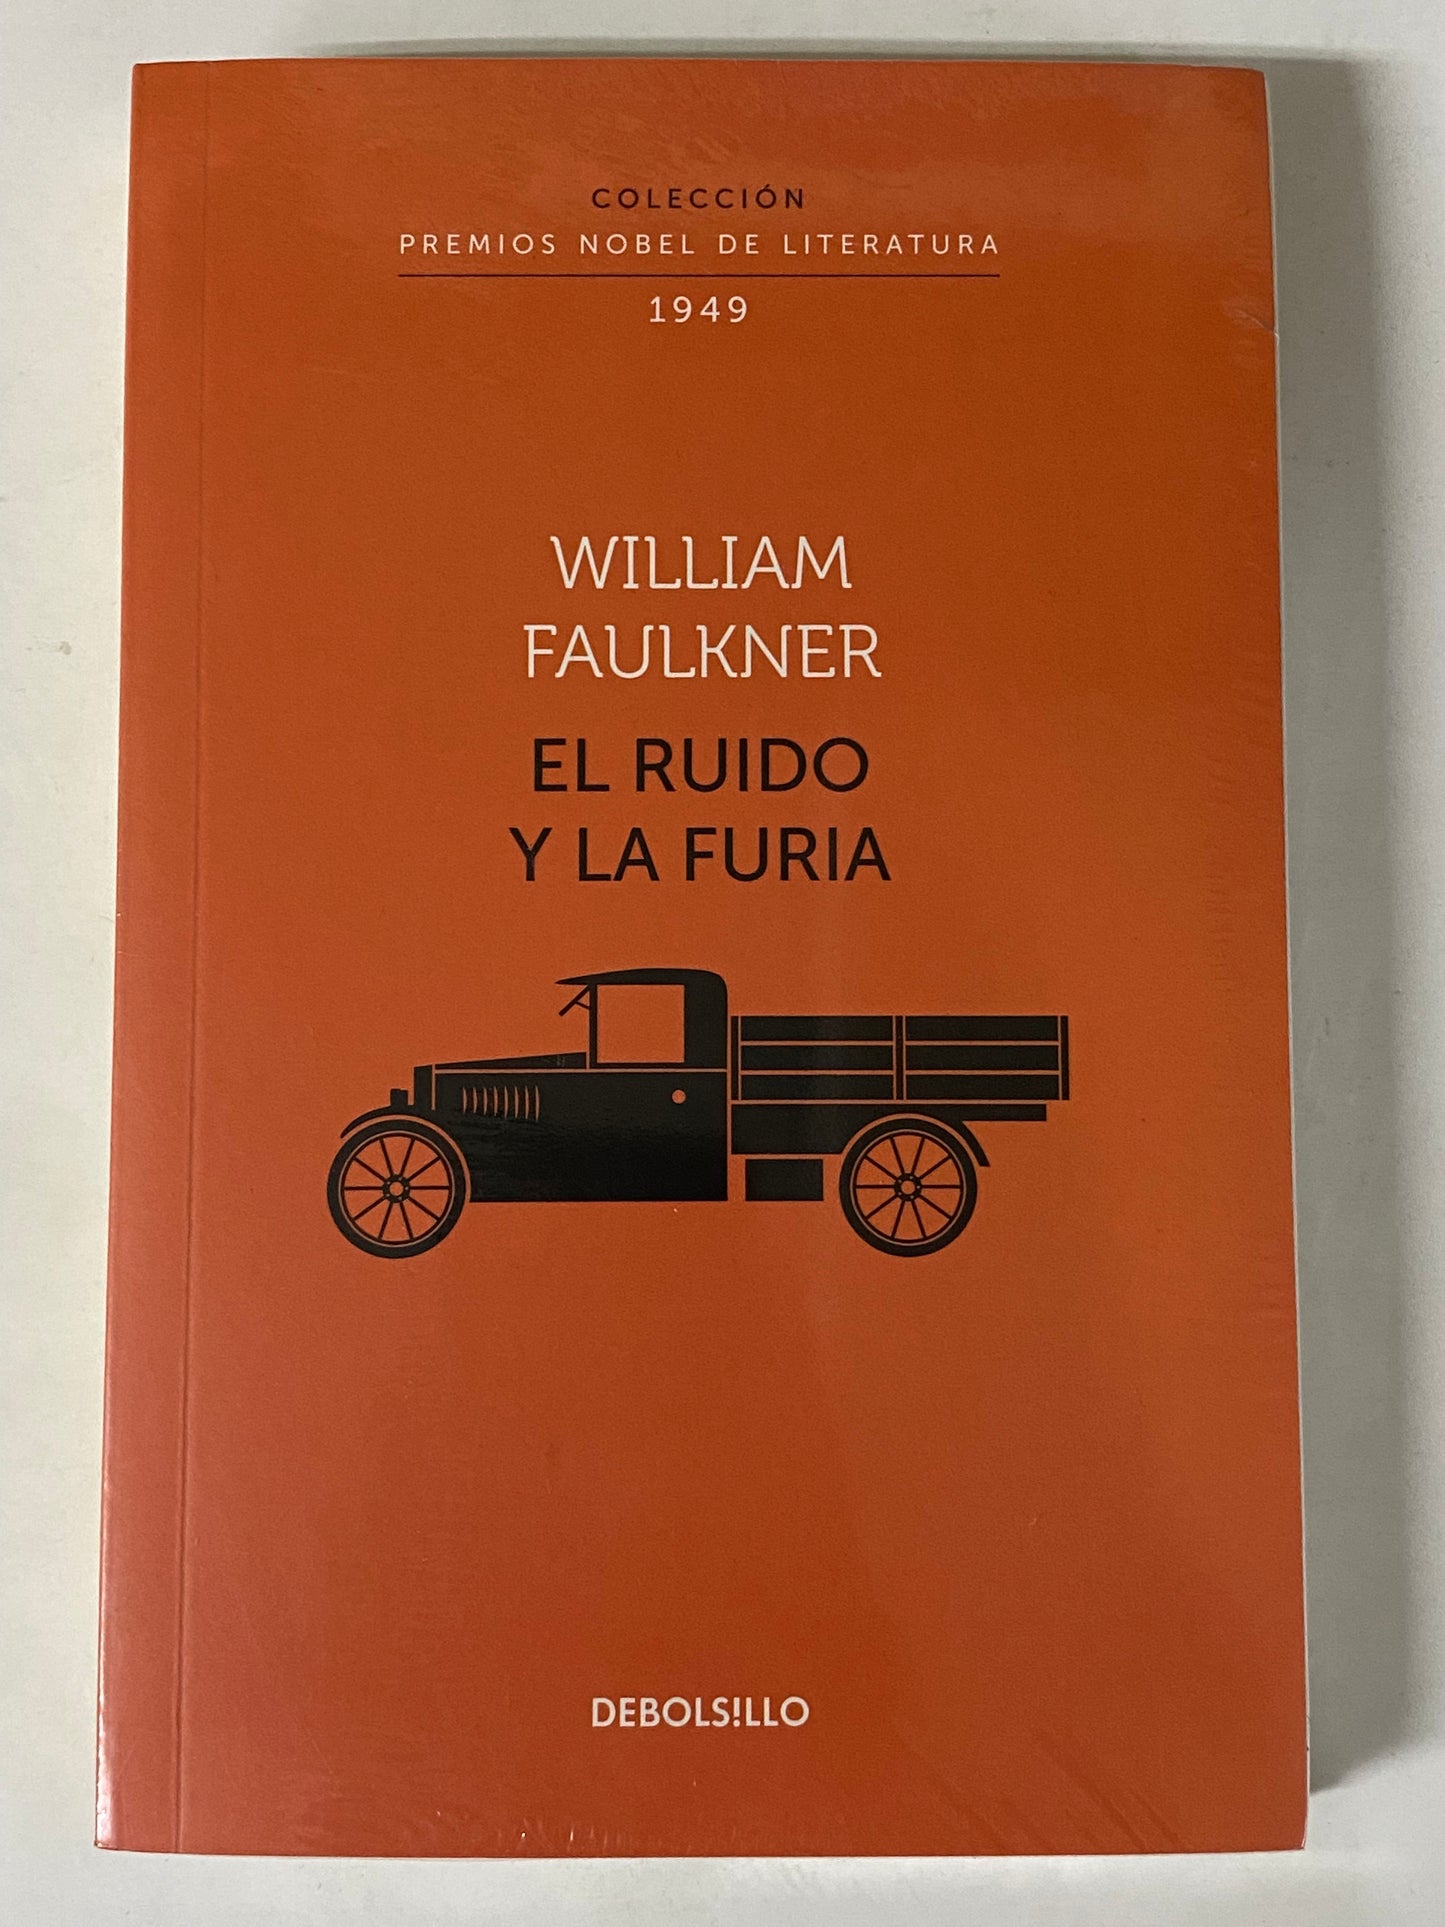 COLECCIÓN
PREMIOS NOBEL DE LITERATURA
1949
WILLIAM
FAULKNER
EL RUIDO
Y LA FURIA
DEBOLS!LLO